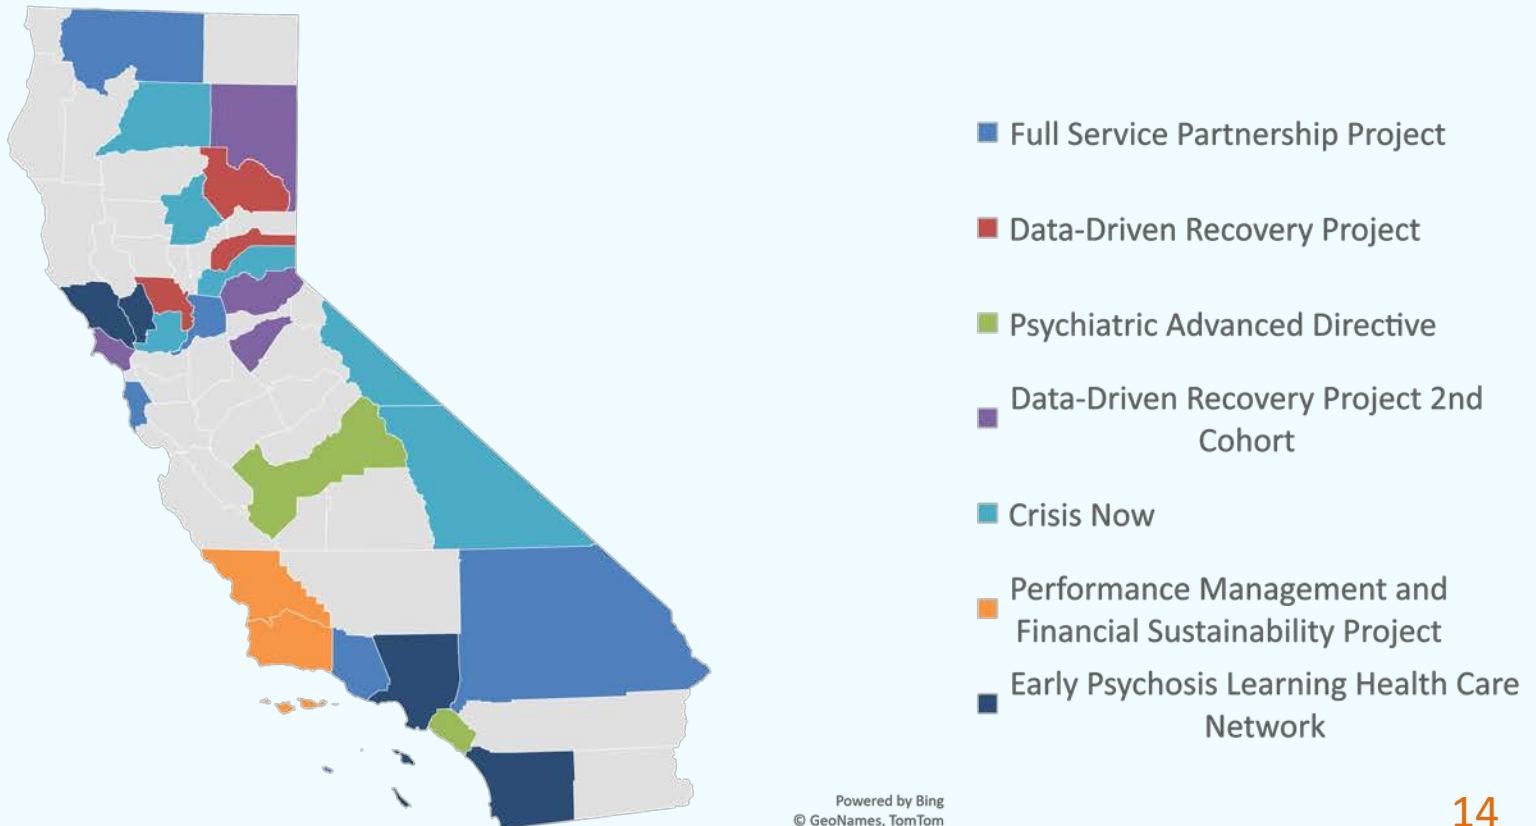 Full Service Partnership Project
Data-Driven Recovery Project
Psychiatric Advanced Directive
Data-Driven Recovery Project 2nd
Cohort
Crisis Now
Performance Management and
Financial Sustainability Project
Early Psychosis Learning Health Care
Network
Powered by Bing
© GeoNames, TomTom
14